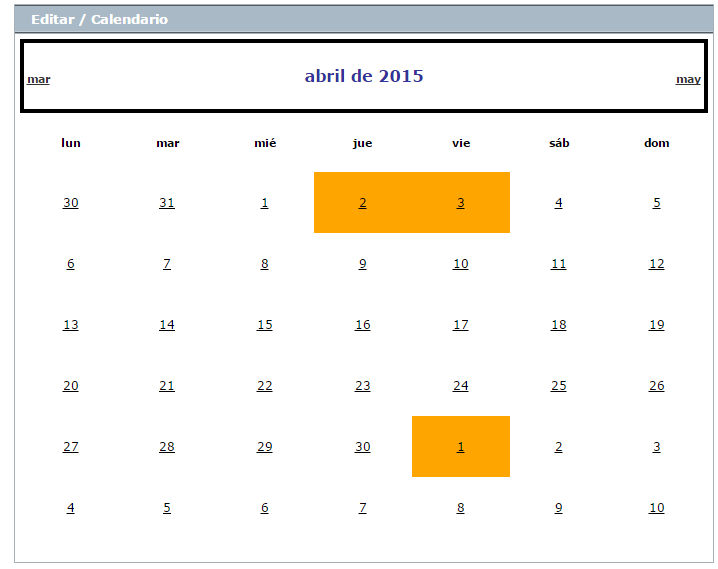 Editar / Calendario
mar abril de 2015 may
lun mar mié jue vie sáb dom
30 31 1 2 3 4 5
6 7 8 9 10 11 12
13 14 15 16 17 18 19
20 21 22 23 24 25 26
27 28 29 30 1 2 3
4 5 6 7 8 9 10